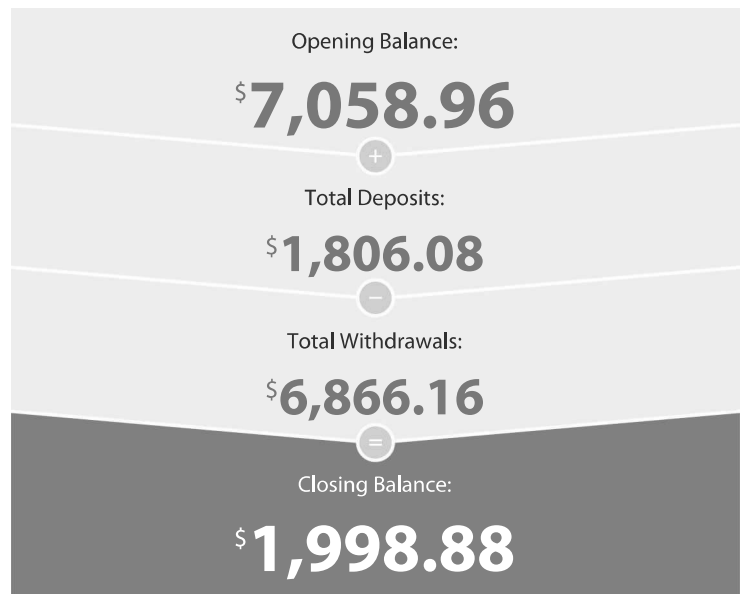 Opening Balance:
$7,058.96
+
Total Deposits:
$1,806.08
−
Total Withdrawals:
$6,866.16
=
Closing Balance:
$1,998.88